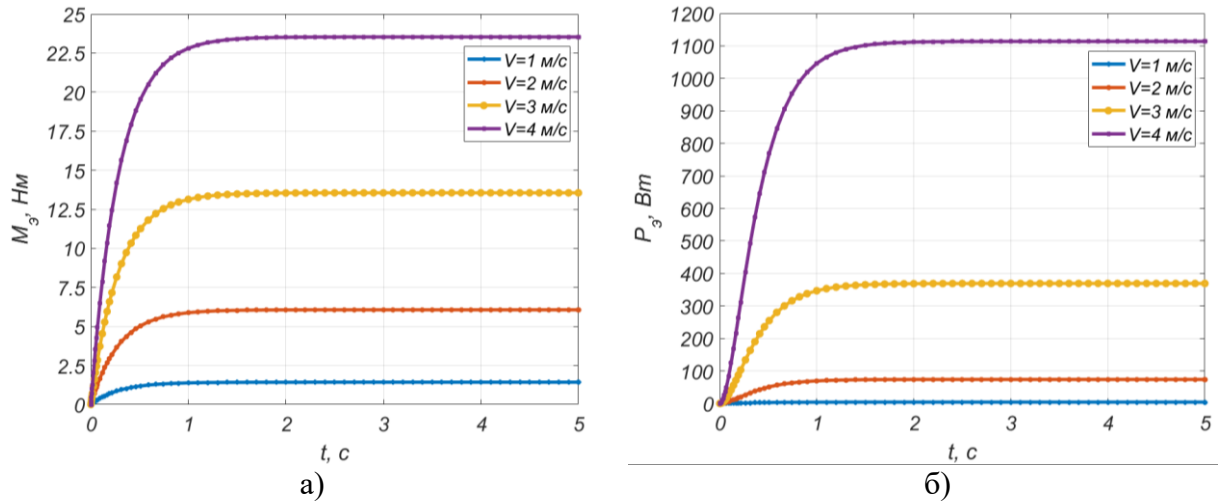 25
22.5
20
17.5
15
12.5
10
7.5
5
2.5
0
Mэ, Нм
V=1 м/с
V=2 м/с
V=3 м/с
V=4 м/с
0 1 2 3 4 5
t, с
а)
1200
1100
1000
900
800
700
600
500
400
300
200
100
0
Pэ, Вт
V=1 м/с
V=2 м/с
V=3 м/с
V=4 м/с
0 1 2 3 4 5
t, с
б)